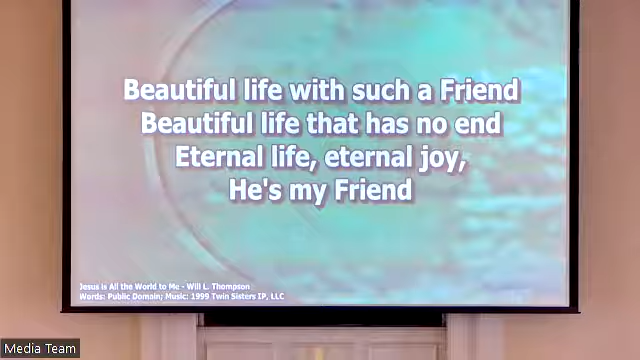 Beautiful life with such a Friend
Beautiful life that has no end
Eternal life, eternal joy,
He's my Friend
Jesus is All the World to Me - Will L. Thompson
Words: Public Domain; Music: 1999 Twin Sisters IP, LLC
Media Team